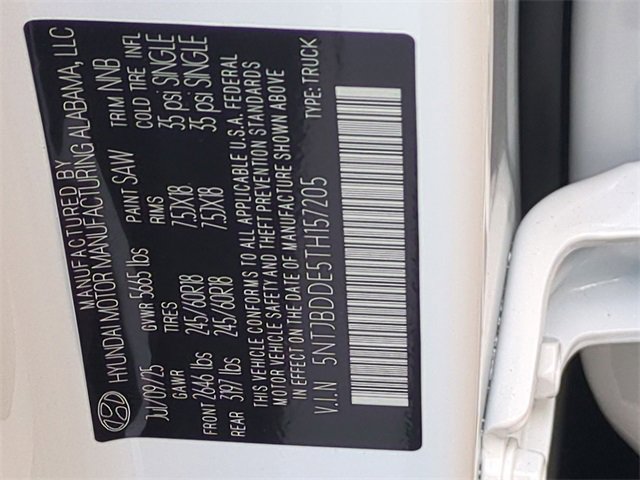 MANUFACTURED BY
HYUNDAI MOTOR MANUFACTURING ALABAMA, LLC
JUL/09/25 GVWR 5665 lbs PAINT SAW TRIM NNB
GAWR TIRES RIMS COLD TIRE INFL
FRONT 2646 lbs 245/60R18 7.5JX18 35 psi: SINGLE
REAR 3197 lbs 245/60R18 7.5JX18 35 psi: SINGLE
THIS VEHICLE CONFORMS TO ALL APPLICABLE U.S.A. FEDERAL
MOTOR VEHICLE SAFETY AND THEFT PREVENTION STANDARDS
IN EFFECT ON THE DATE OF MANUFACTURE SHOWN ABOVE
V.I.N 5NTJBDDE5TH157205 TYPE: TRUCK